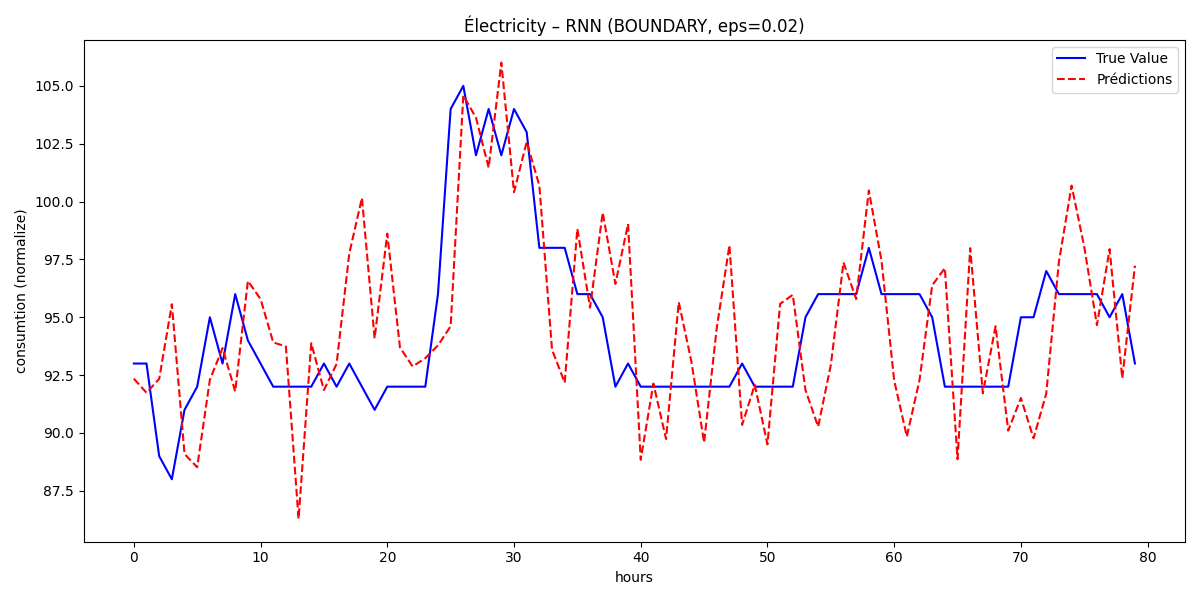 Électricity – RNN (BOUNDARY, eps=0.02)
True Value
Prédictions
consumtion (normalize)
105.0
102.5
100.0
97.5
95.0
92.5
90.0
87.5
0 10 20 30 40 50 60 70 80
hours